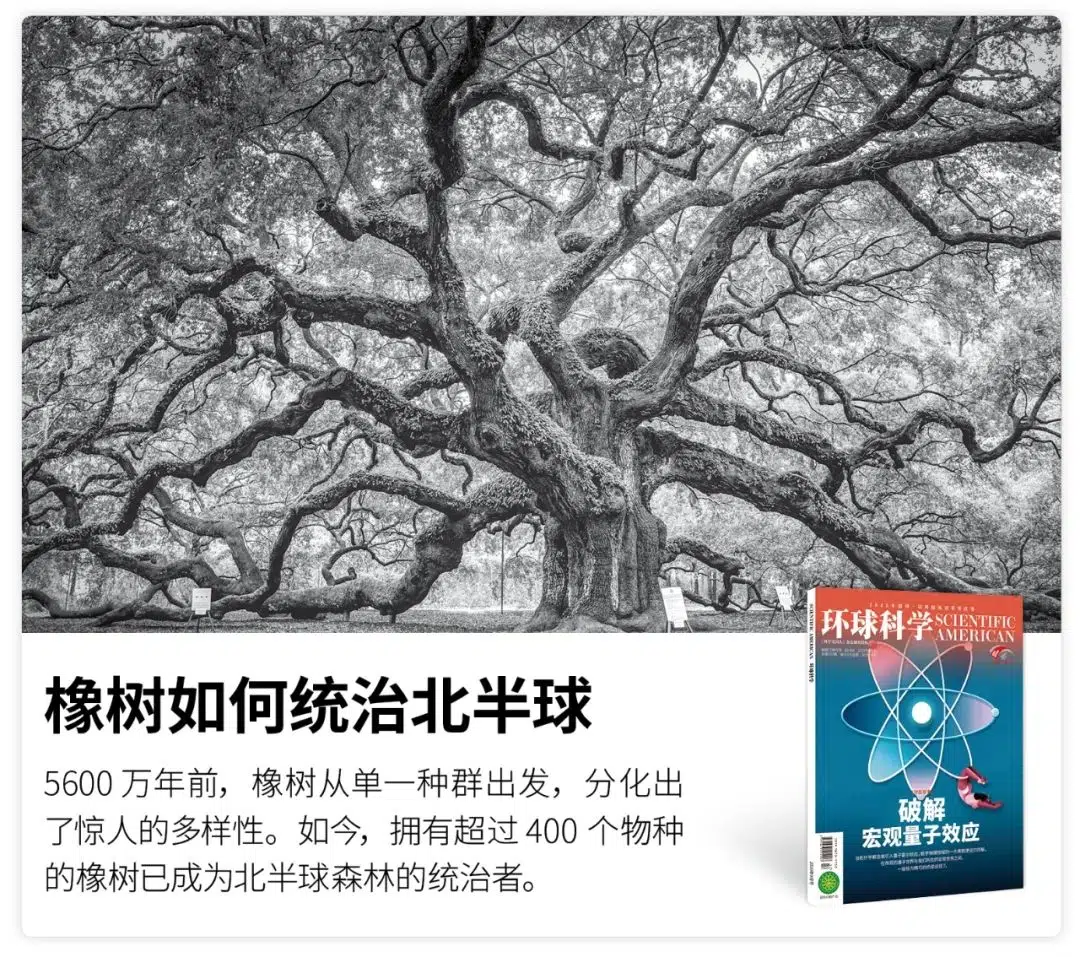 橡树如何统治北半球
5600 万年前，橡树从单一种群出发，分化出
了惊人的多样性。如今，拥有超过 400 个物种
的橡树已成为北半球森林的统治者。
环球科学
SCIENTIFIC
AMERICAN
破解
宏观量子效应